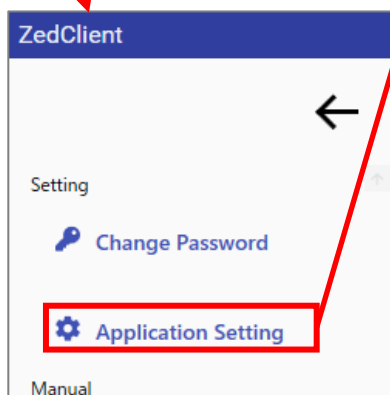 ZedClient
Setting
Change Password
Application Setting
Manual